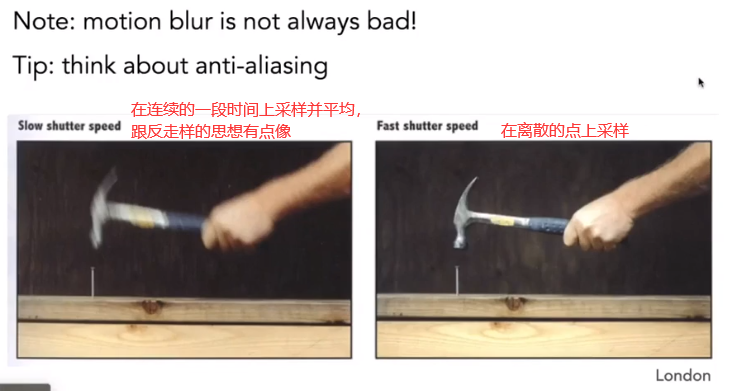 Note: motion blur is not always bad!
Tip: think about anti-aliasing
在连续的一段时间上采样并平均，
跟反走样的思想有点像
Slow shutter speed
Fast shutter speed
在离散的点上采样
London